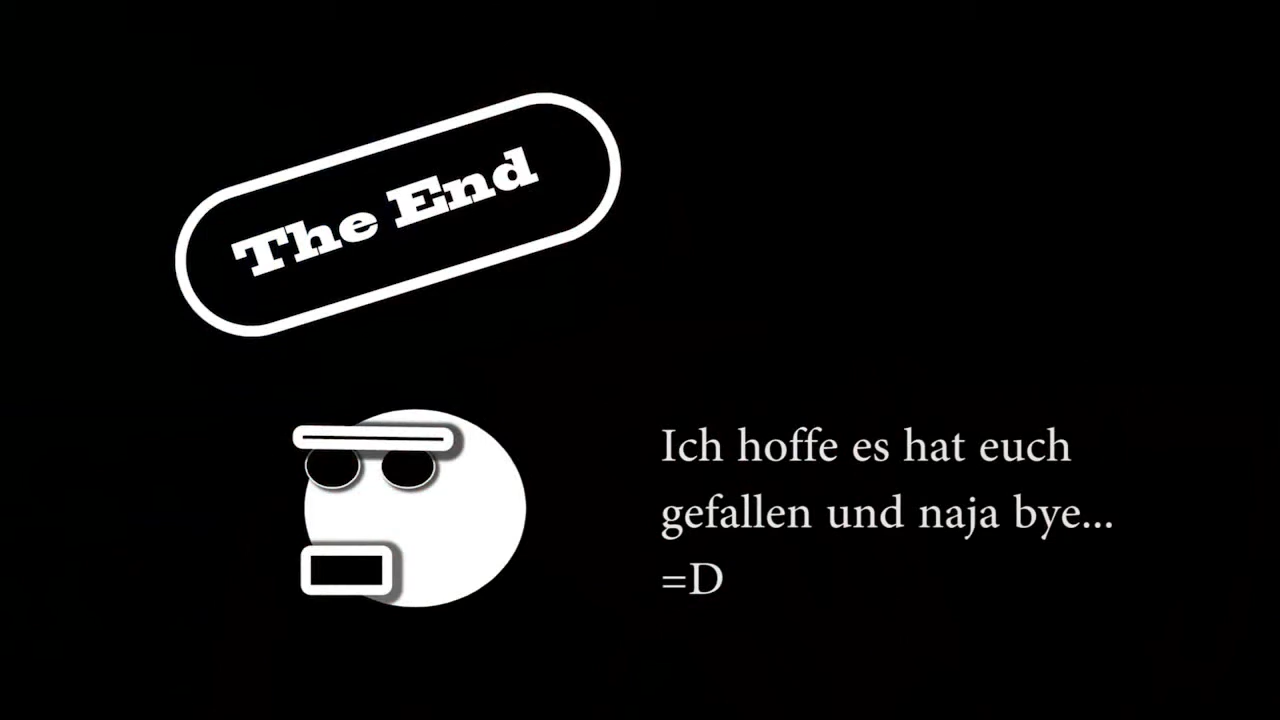 The End
Ich hoffe es hat euch
gefallen und naja bye...
=D